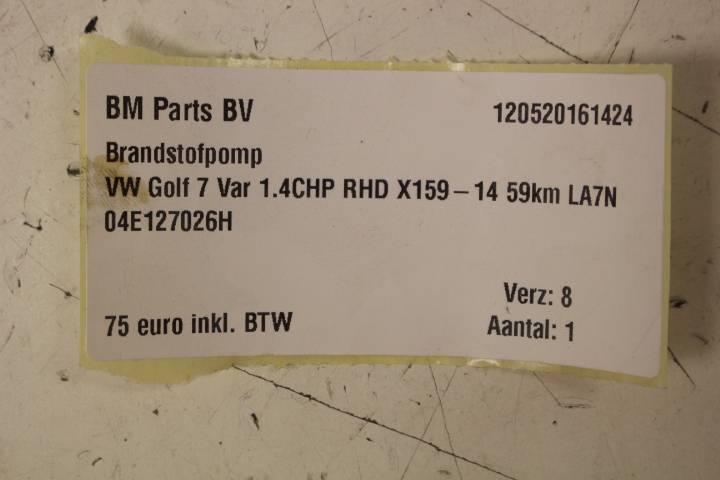 BM Parts BV 120520161424
Brandstofpomp
VW Golf 7 Var 1.4CHP RHD X159 – 14 59km LA7N
04E127026H
Verz: 8
75 euro inkl. BTW Aantal: 1